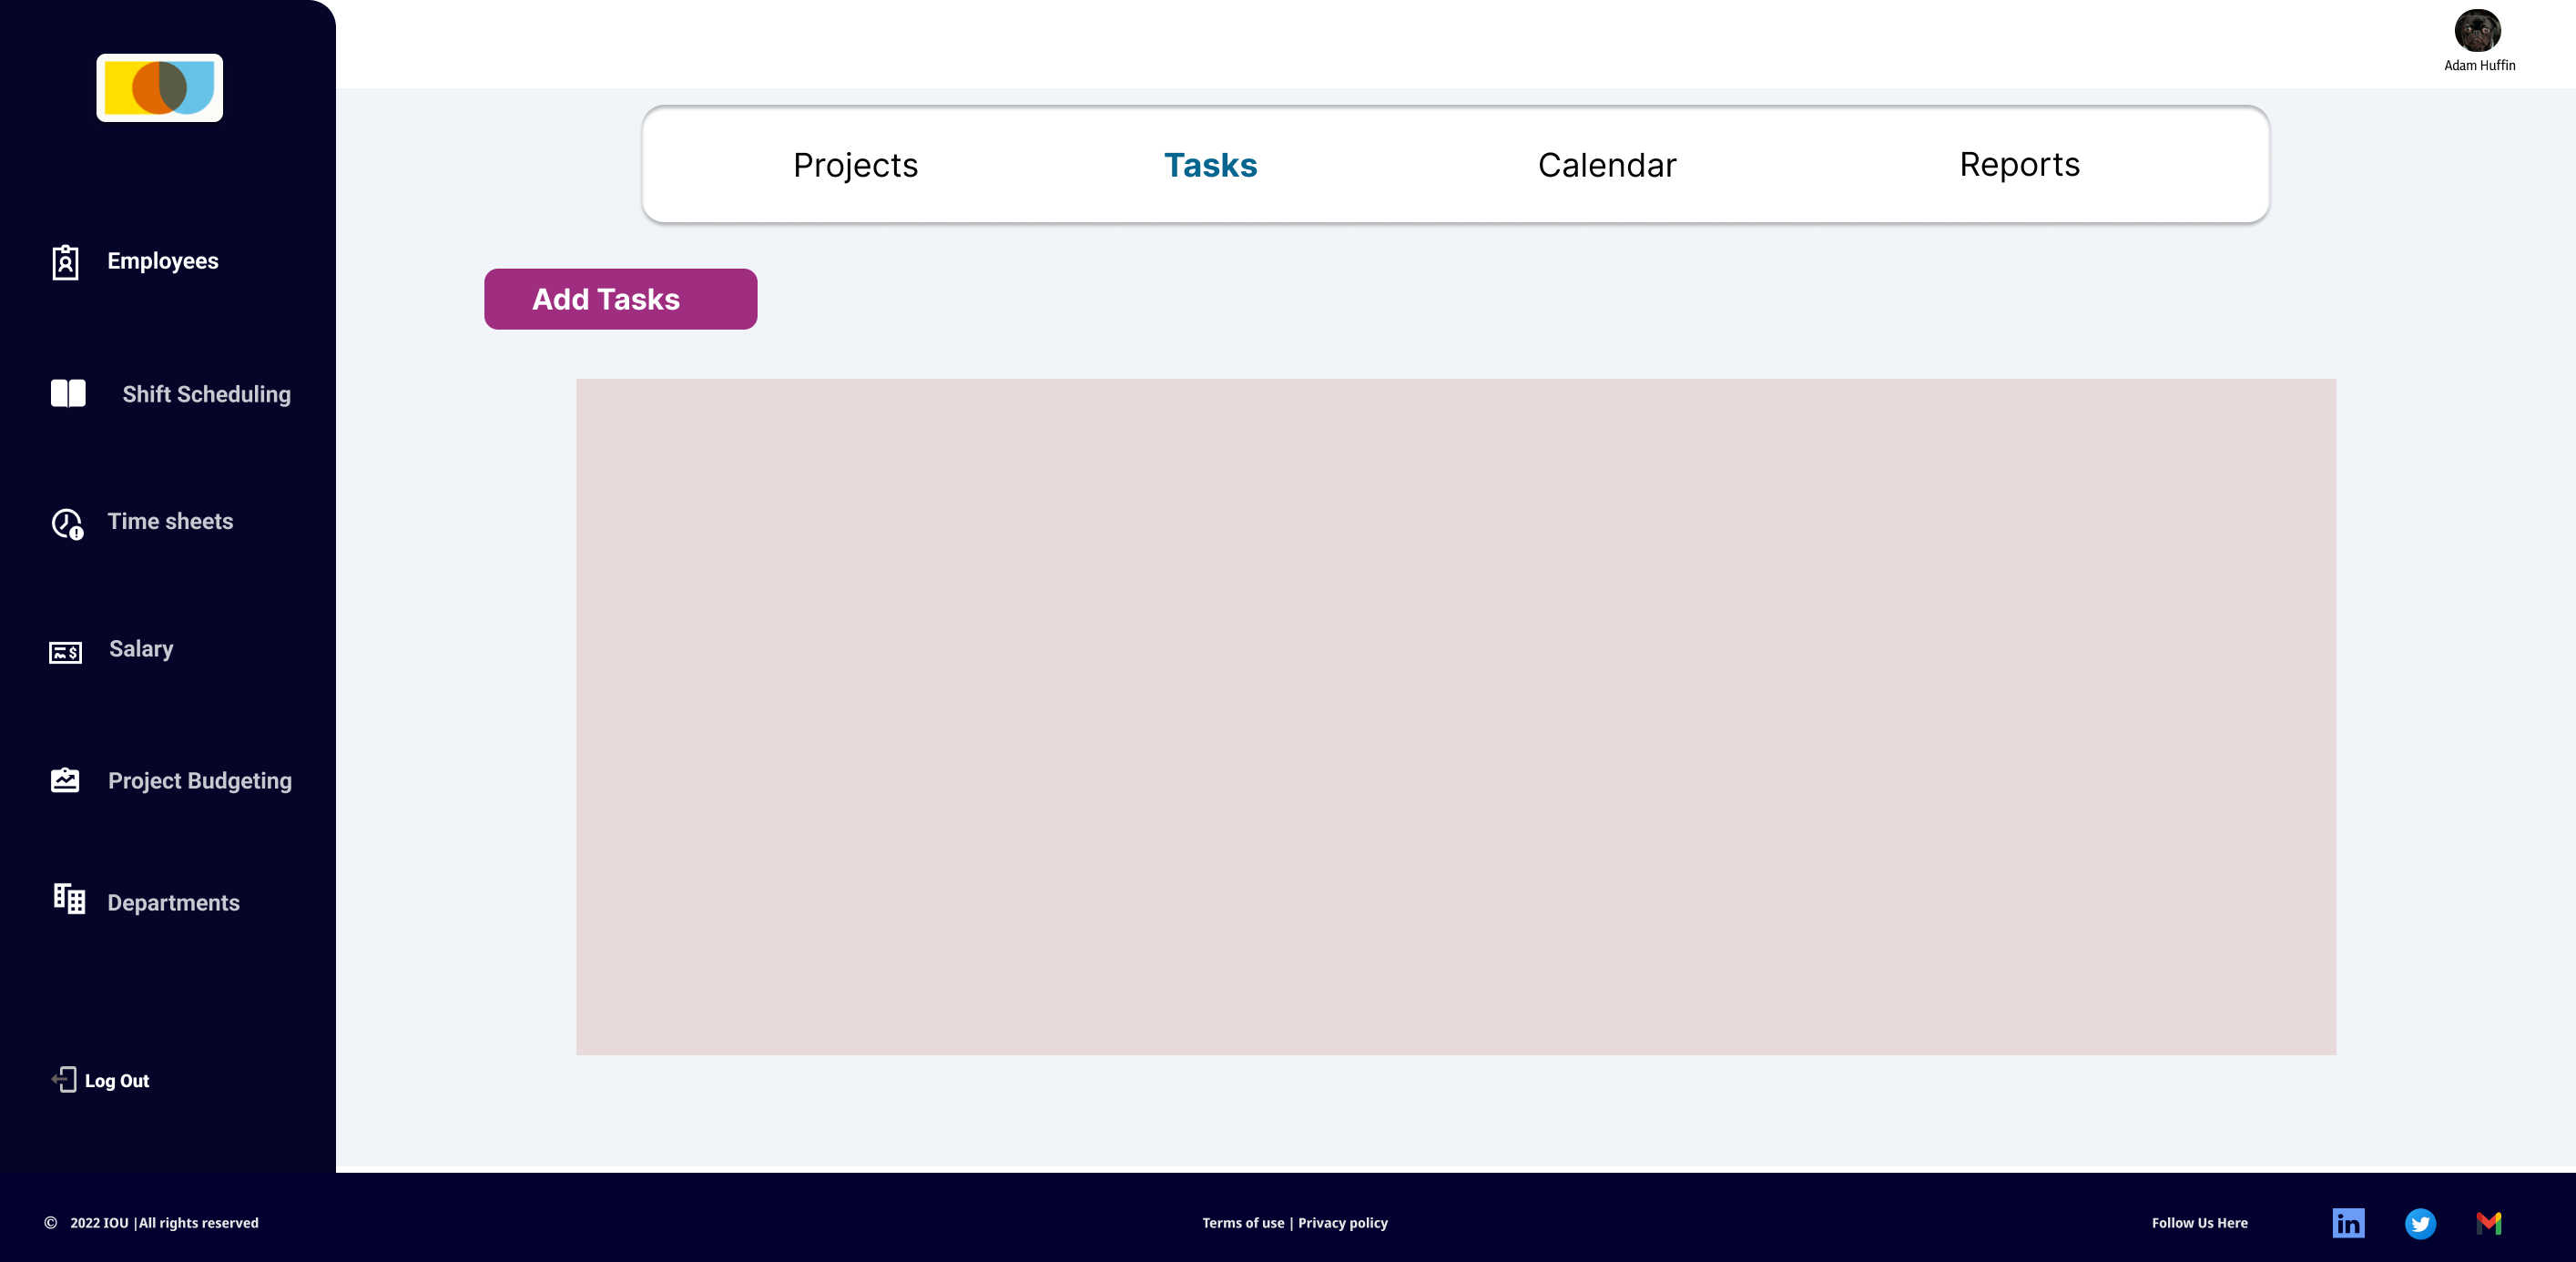 Adam Huffin
Projects
Tasks
Calendar
Reports
Employees
Add Tasks
Shift Scheduling
Time sheets
Salary
Project Budgeting
Departments
Log Out
© 2022 IOU |All rights reserved
Terms of use | Privacy policy
Follow Us Here
in